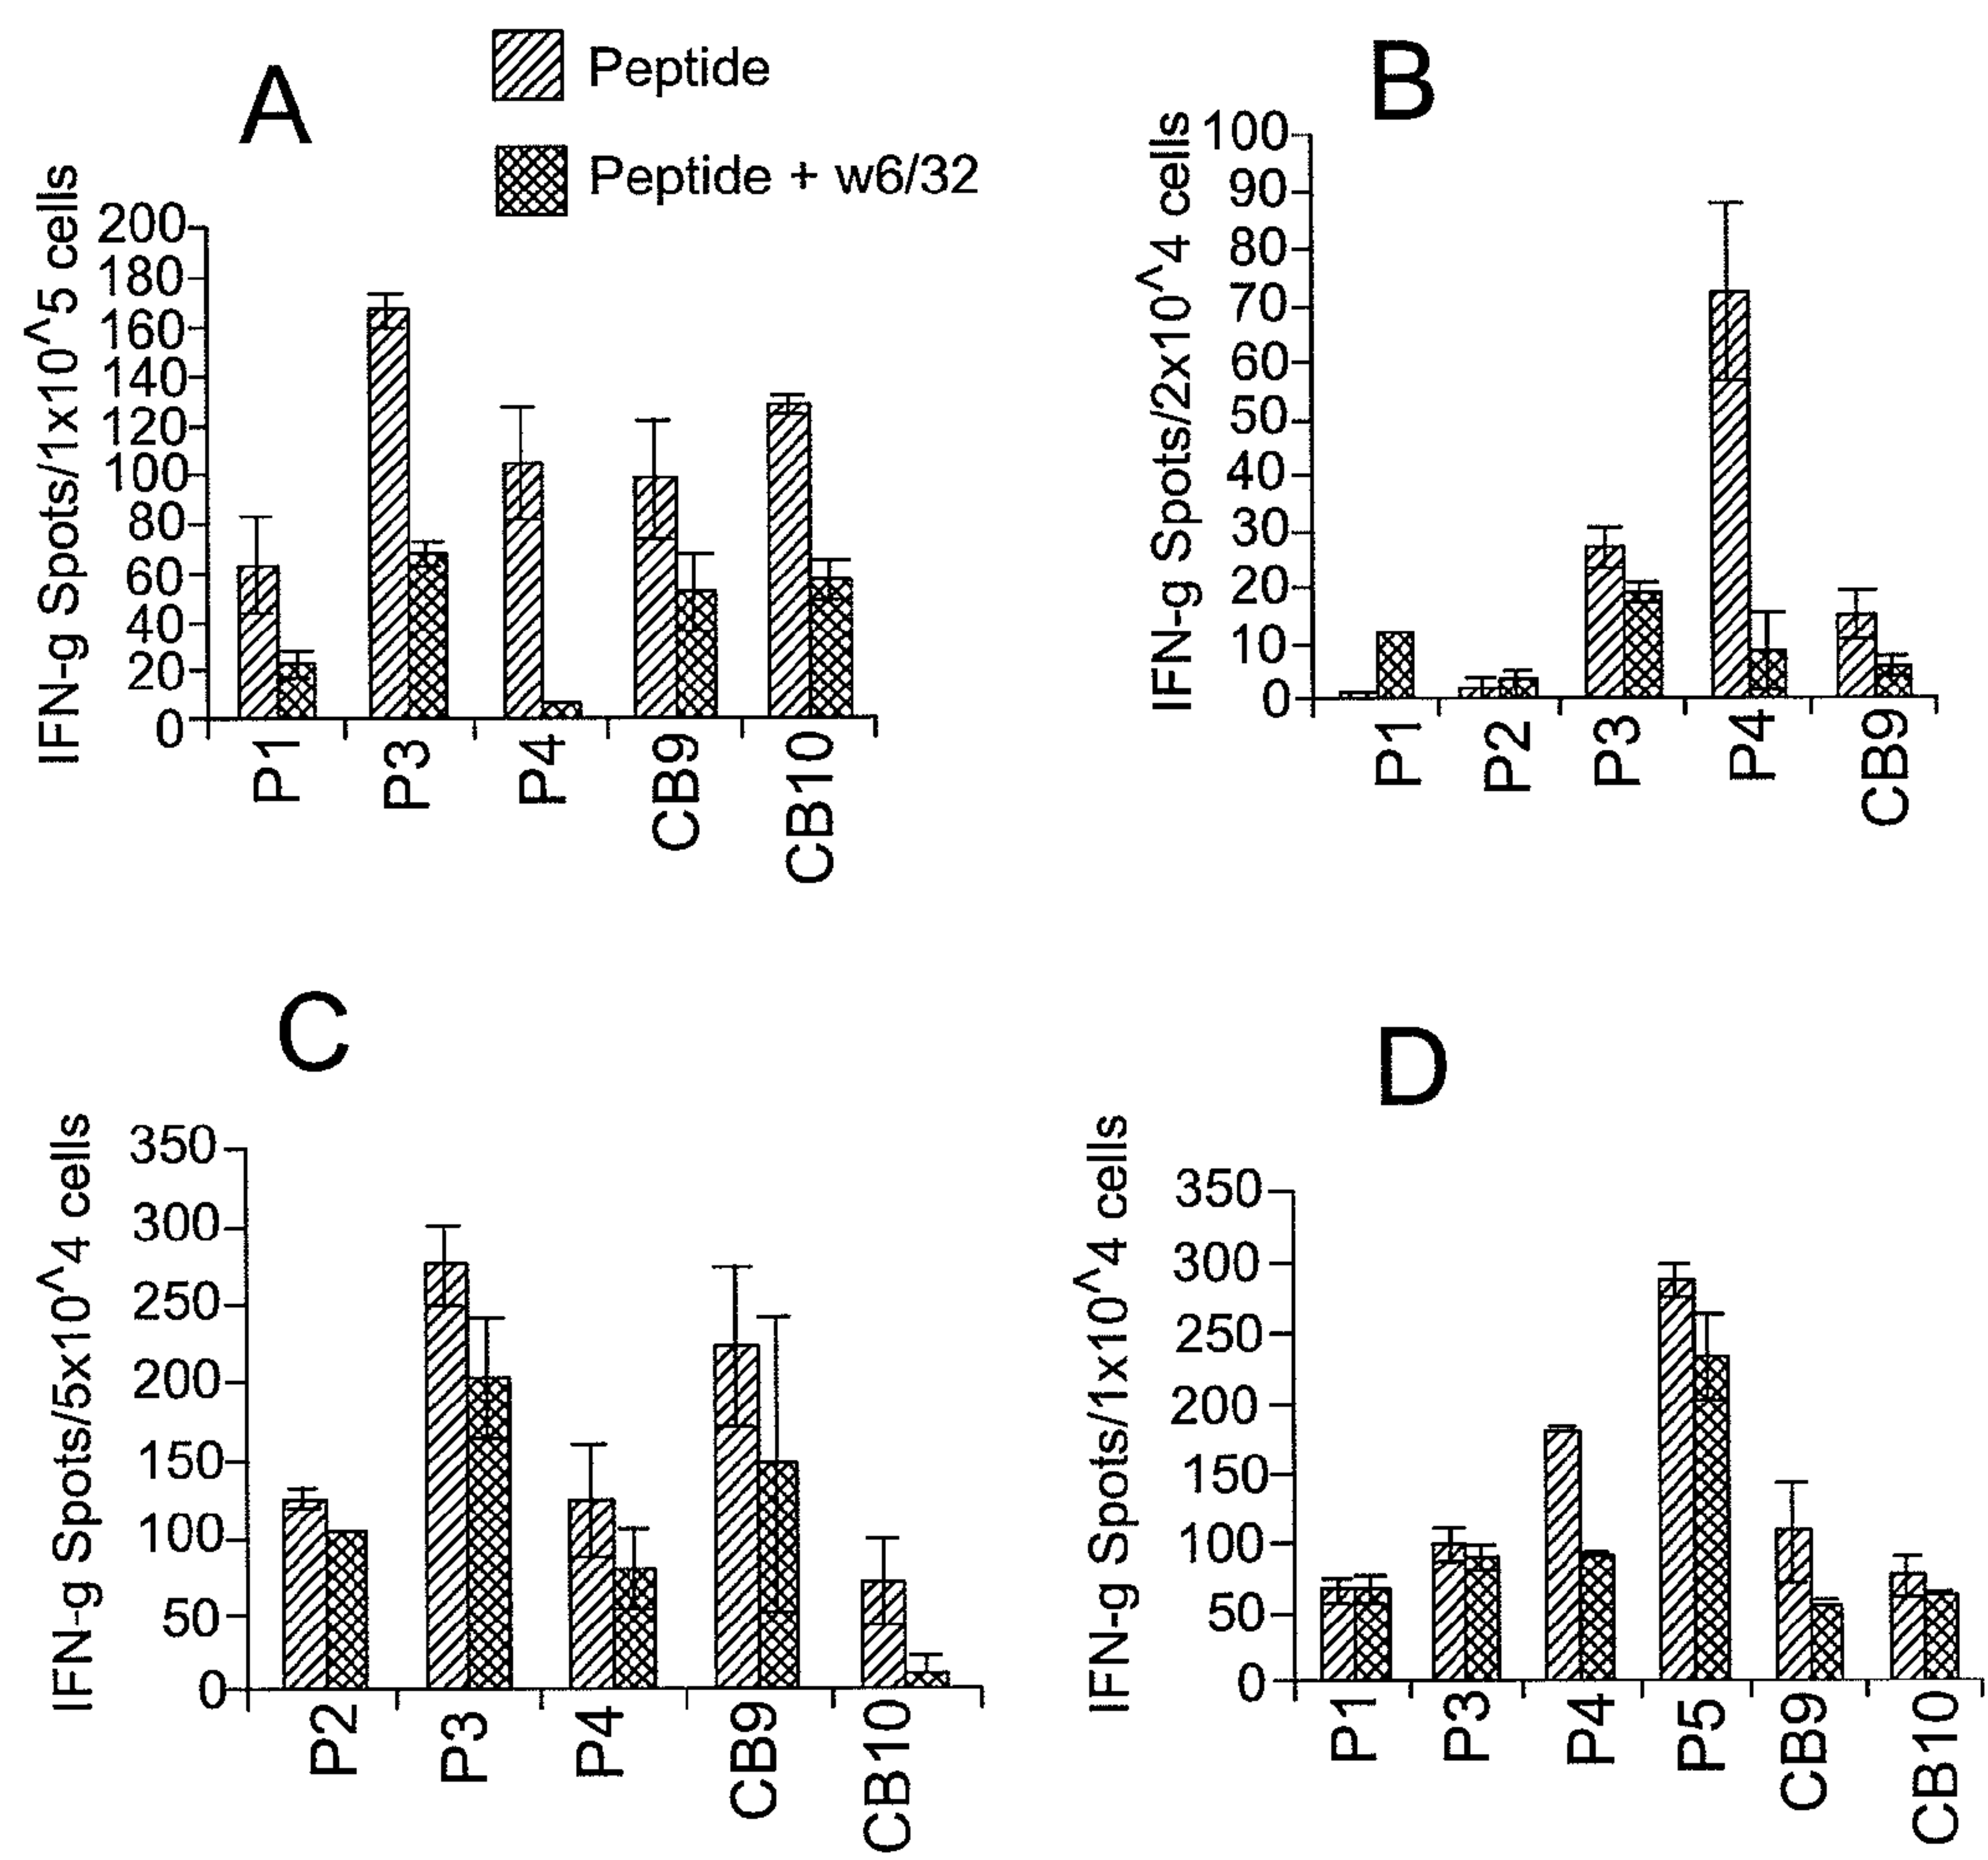 A
Peptide
Peptide + w6/32
IFN-g Spots/1x10^5 cells
200
180
160
140
120
100
80
60
40
20
0
P1
P3
P4
CB9
CB10
B
IFN-g Spots/2x10^4 cells
100
90
80
70
60
50
40
30
20
10
0
P1
P2
P3
P4
CB9
C
IFN-g Spots/5x10^4 cells
350
300
250
200
150
100
50
0
P2
P3
P4
CB9
CB10
D
IFN-g Spots/1x10^4 cells
350
300
250
200
150
100
50
0
P1
P3
P4
P5
CB9
CB10